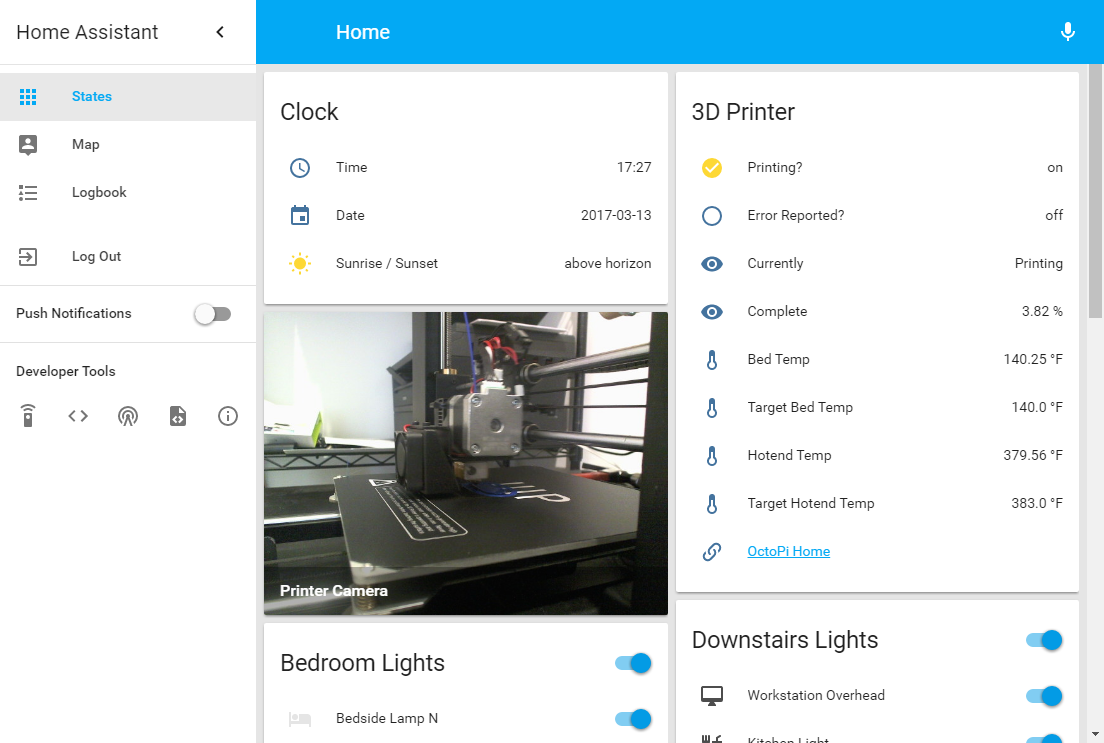 Home Assistant
States
Map
Logbook
Log Out
Push Notifications
Developer Tools
Home
Clock
Time 17:27
Date 2017-03-13
Sunrise / Sunset above horizon
Printer Camera
Bedroom Lights
Bedside Lamp N
3D Printer
Printing? on
Error Reported? off
Currently Printing
Complete 3.82 %
Bed Temp 140.25 °F
Target Bed Temp 140.0 °F
Hotend Temp 379.56 °F
Target Hotend Temp 383.0 °F
OctoPi Home
Downstairs Lights
Workstation Overhead
Kitchen Light